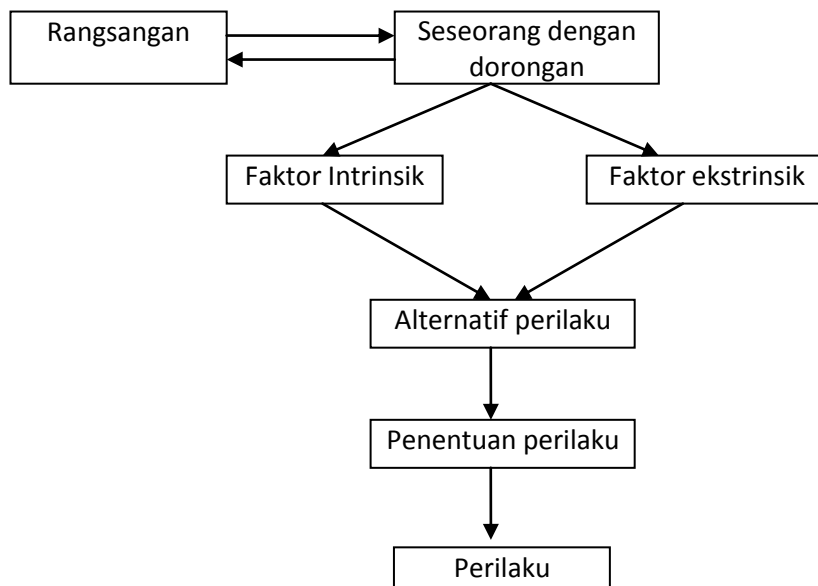 Rangsangan
Seseorang dengan
dorongan
Faktor Intrinsik
Faktor ekstrinsik
Alternatif perilaku
Penentuan perilaku
Perilaku